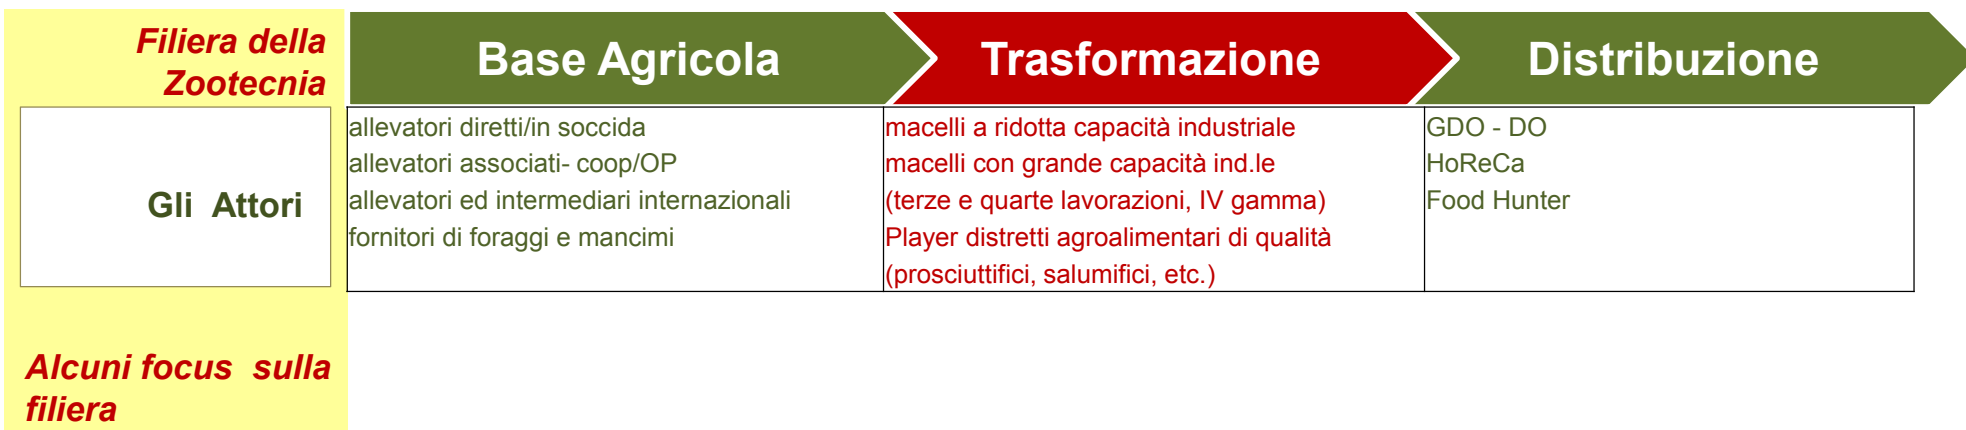 Filiera della
Zootecnia
Base Agricola
Trasformazione
Distribuzione
Gli Attori
allevatori diretti/in soccida
allevatori associati- coop/OP
allevatori ed intermediari internazionali
fornitori di foraggi e mancimi
macelli a ridotta capacità industriale
macelli con grande capacità ind.le
(terze e quarte lavorazioni, IV gamma)
Player distretti agroalimentari di qualità
(prosciuttifici, salumifici, etc.)
GDO - DO
HoReCa
Food Hunter
Alcuni focus sulla
filiera